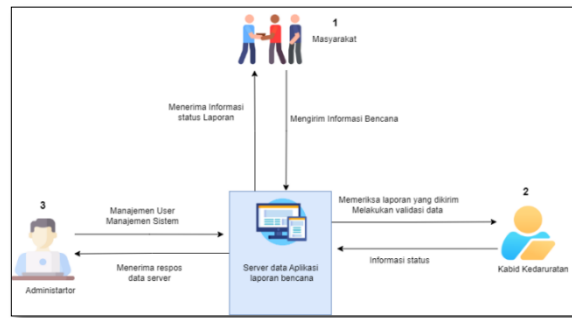 1
Masyarakat
Menerima Informasi
status Laporan
Mengirim Informasi Bencana
3
Manajemen User
Manajemen Sistem
Memeriksa laporan yang dikirim
Melakukan validasi data
2
Menerima respos
data server
Server data Aplikasi
laporan bencana
Informasi status
Kabid Kedaruratan
Administartor